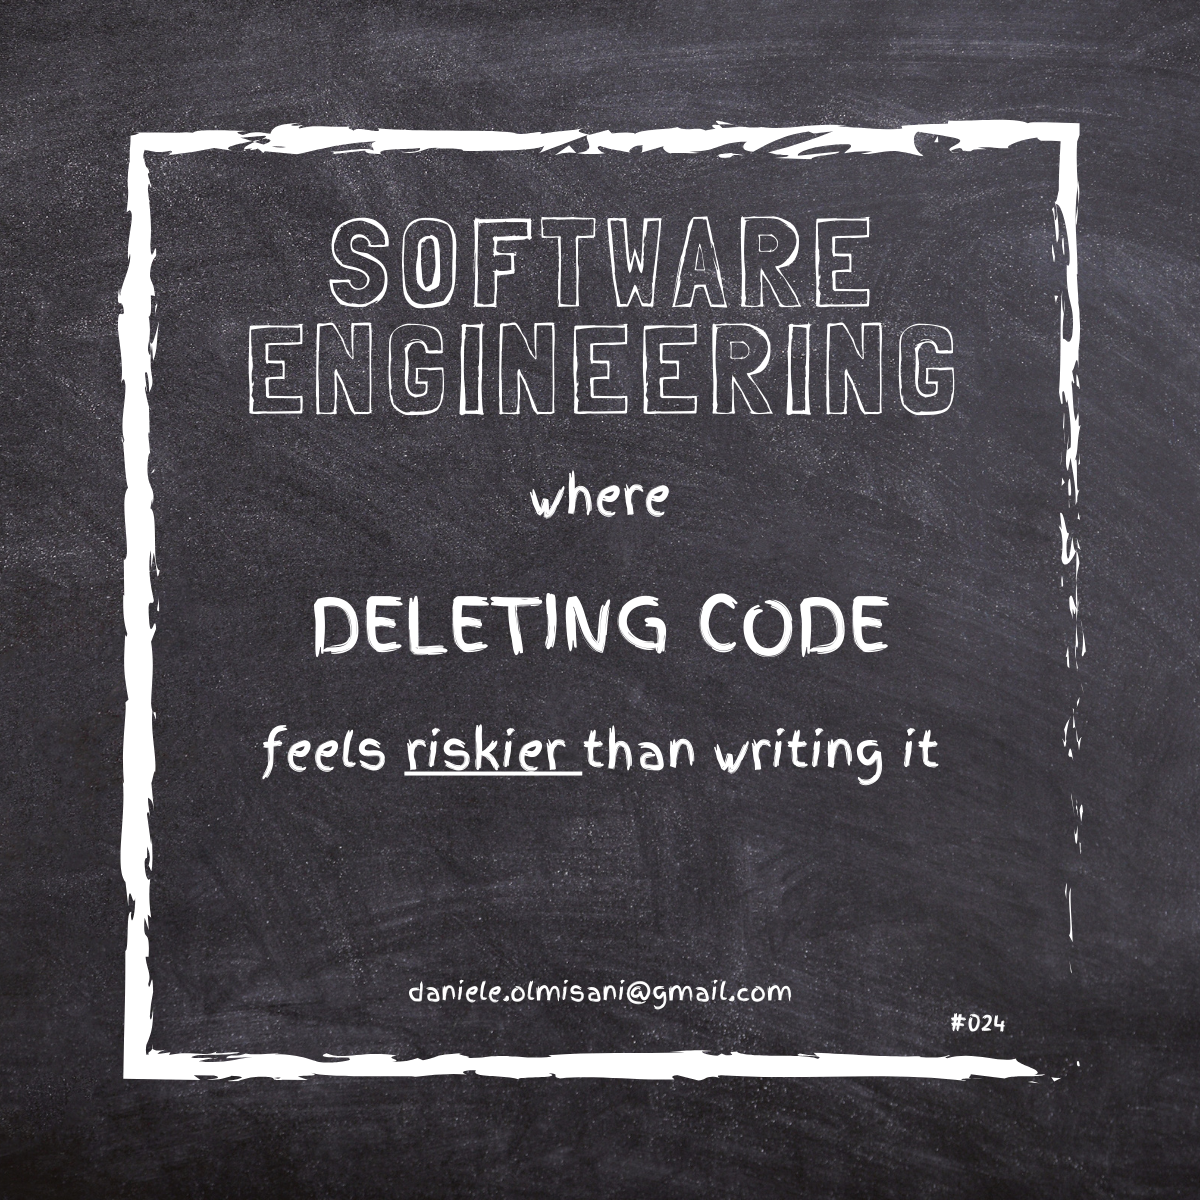 SOFTWARE
ENGINEERING
where
DELETING CODE
feels riskier than writing it
daniele.olmisani@gmail.com
#024